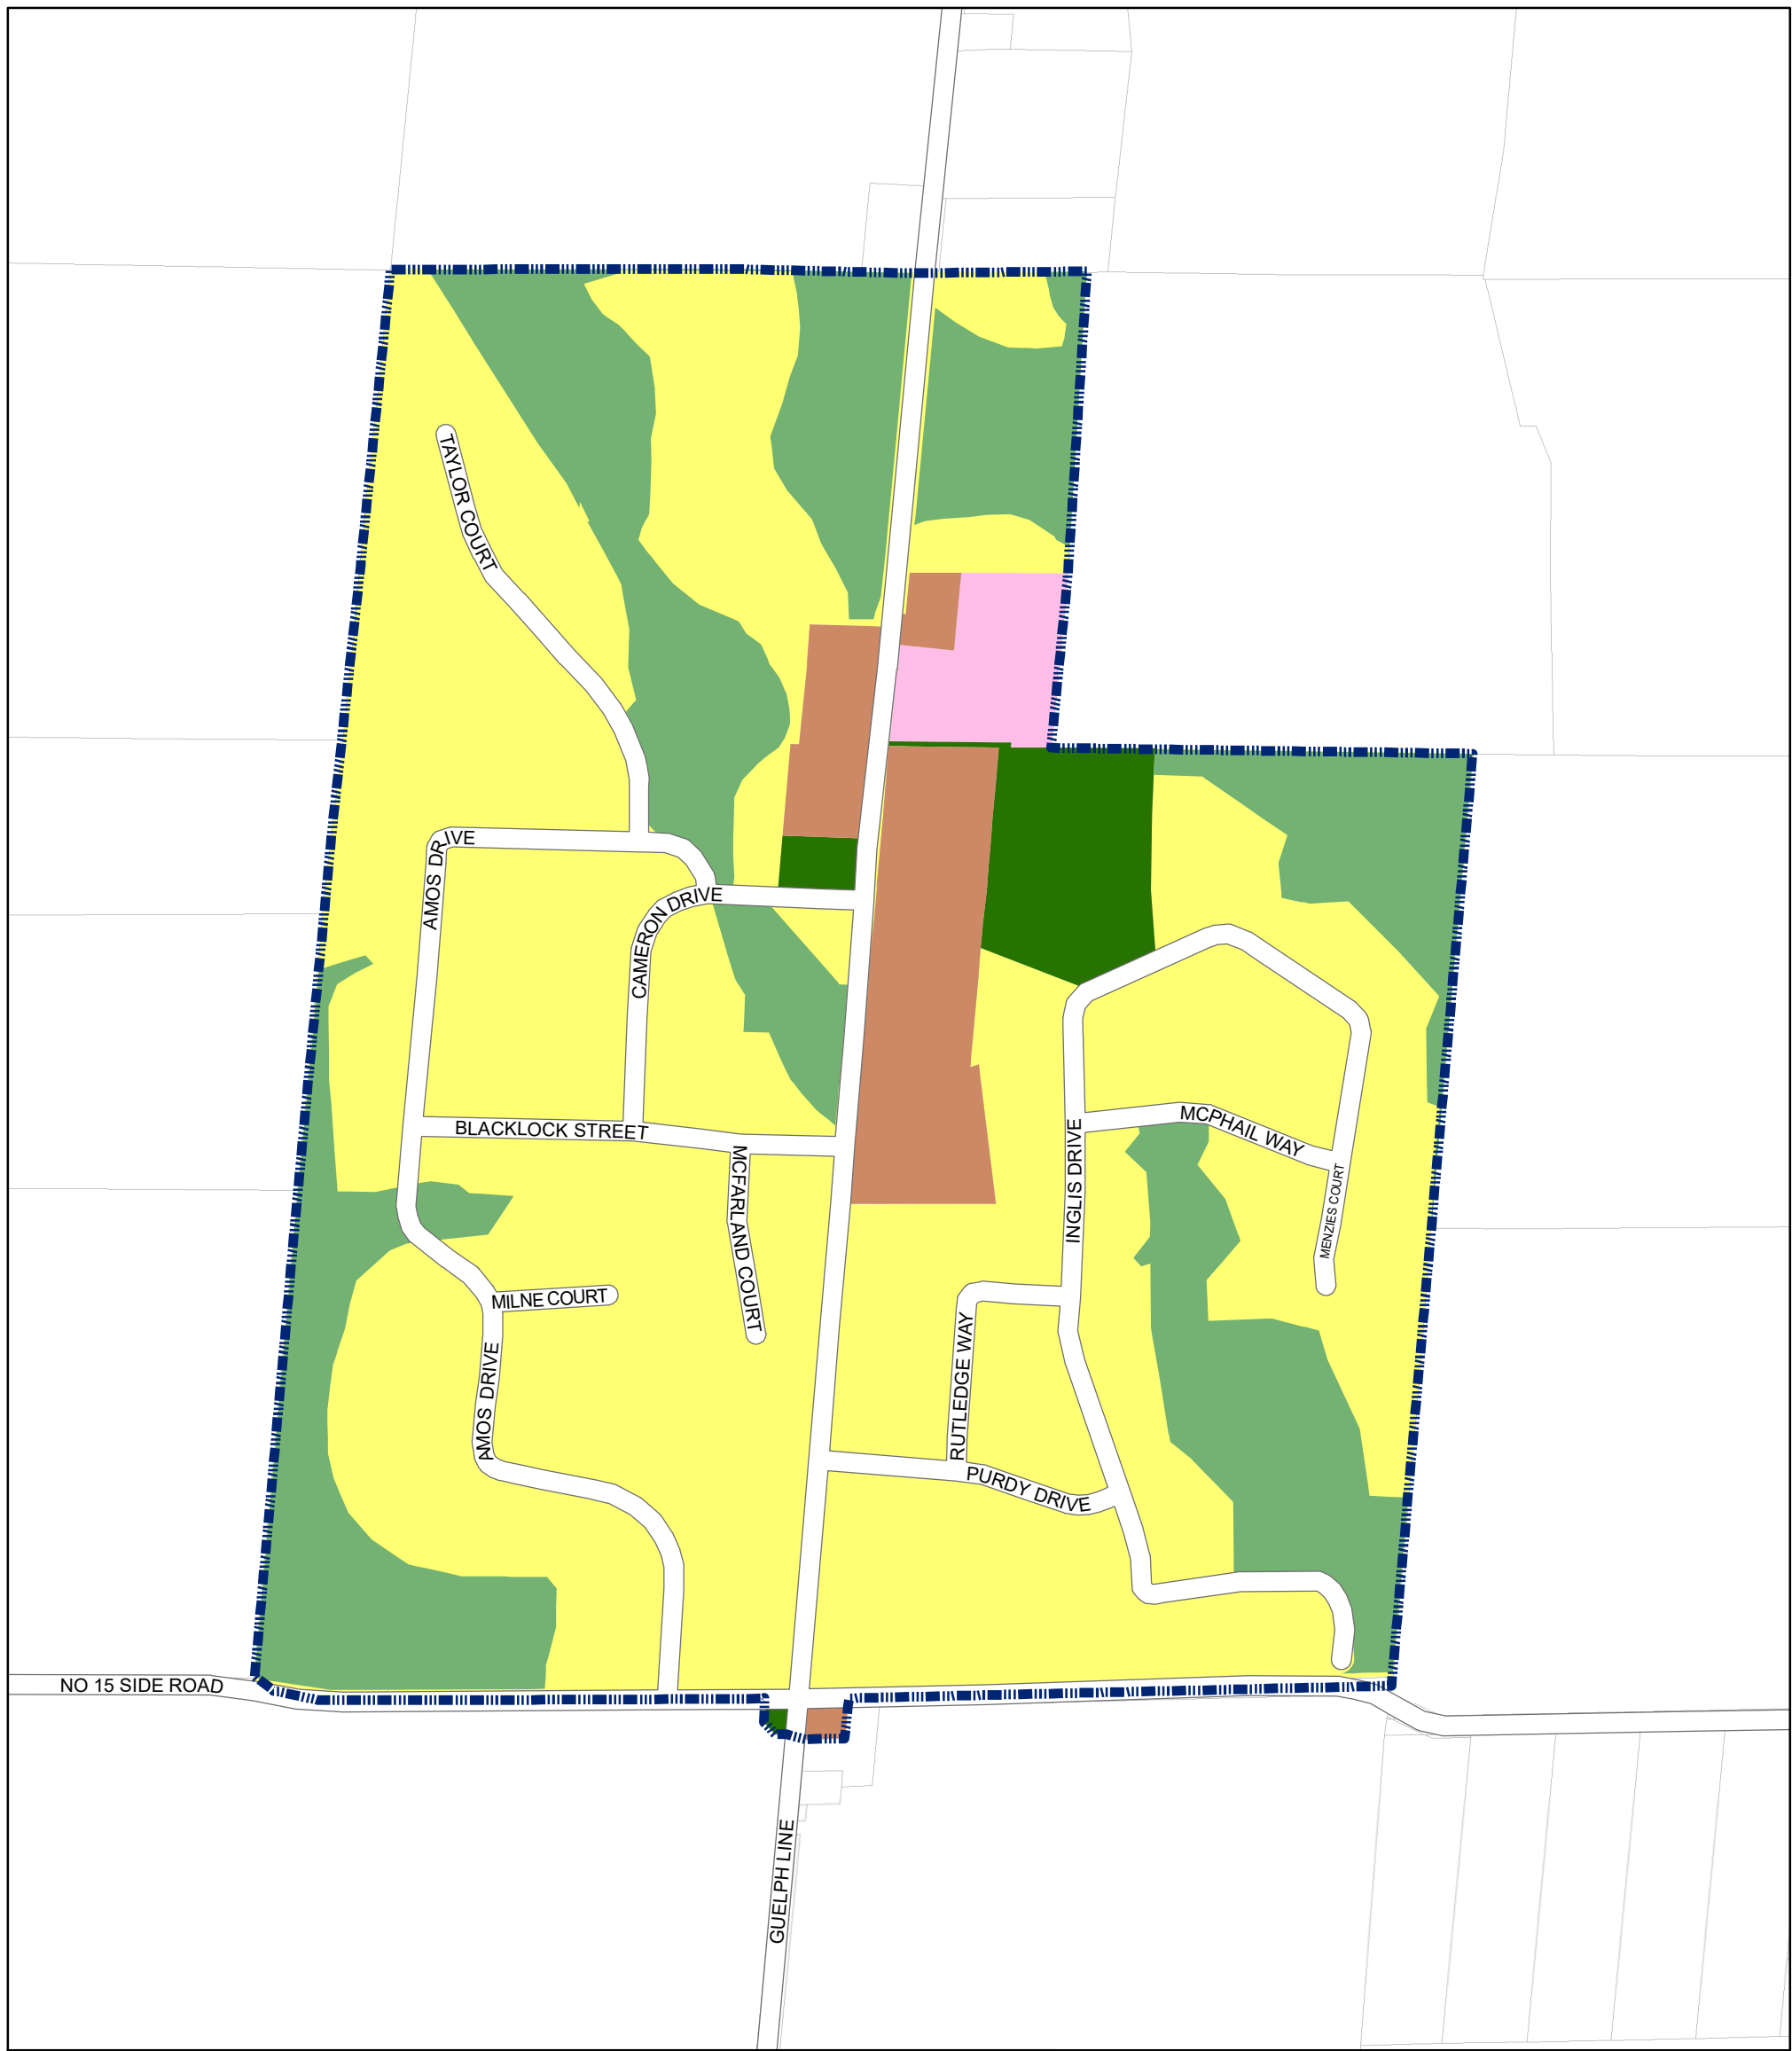 TAYLOR COURT
AMOS DRIVE
CAMERON DRIVE
BLACKLOCK STREET
MCPHAIL WAY
MCFARLAND COURT
INGLIS DRIVE
MENZIES COURT
MILNE COURT
RUTLEDGE WAY
AMOS DRIVE
PURDY DRIVE
NO 15 SIDE ROAD
GUELPH LINE